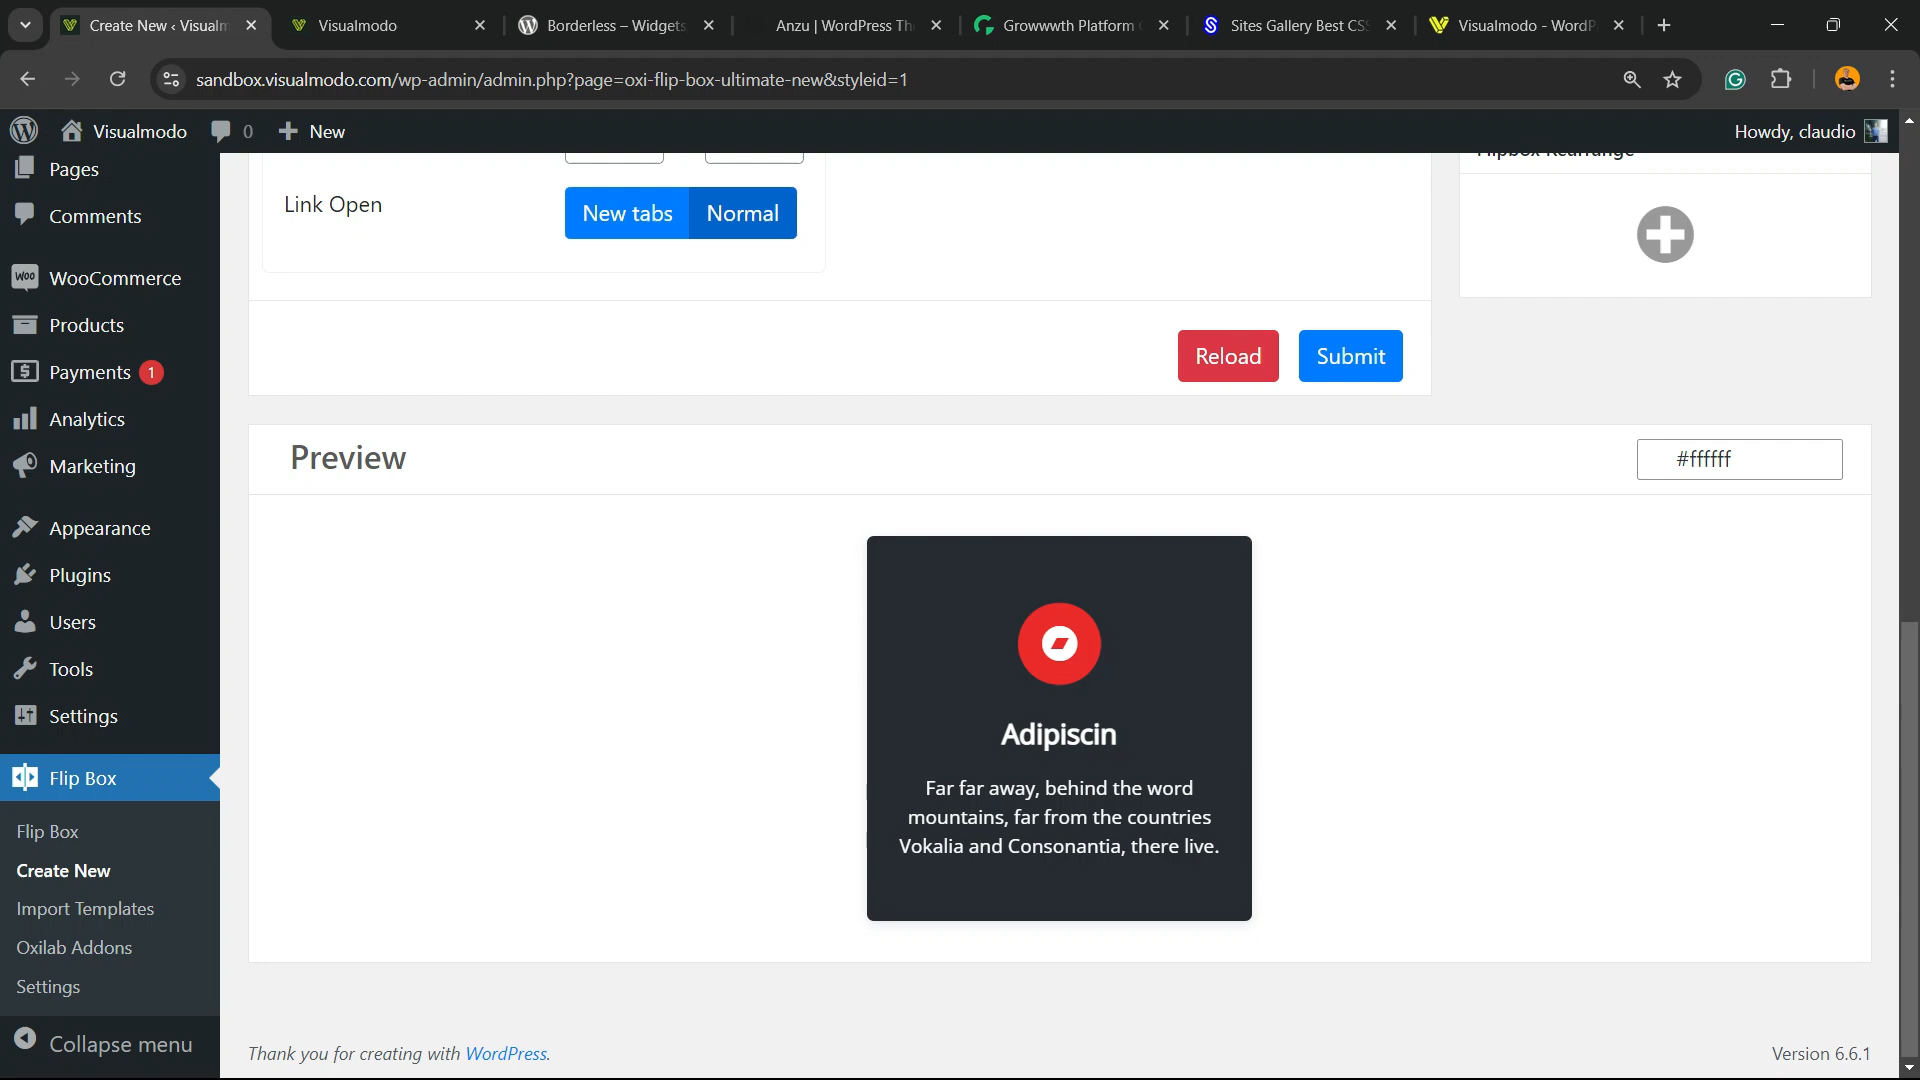 Create New ‹ Visualm
Visualmodo
Borderless – Widgets
Anzu | WordPress Th
Growwwth Platform
Sites Gallery Best CSS
Visualmodo - WordP
sandbox.visualmodo.com/wp-admin/admin.php?page=oxi-flip-box-ultimate-new&styleid=1
Visualmodo
0
New
Howdy, claudio
Pages
Comments
WooCommerce
Products
Payments 1
Analytics
Marketing
Appearance
Plugins
Users
Tools
Settings
Flip Box
Flip Box
Create New
Import Templates
Oxilab Addons
Settings
Collapse menu
Link Open
New tabs
Normal
Flipbox Rearrange
Reload
Submit
Preview
#ffffff
Adipiscin
Far far away, behind the word
mountains, far from the countries
Vokalia and Consonantia, there live.
Thank you for creating with WordPress.
Version 6.6.1